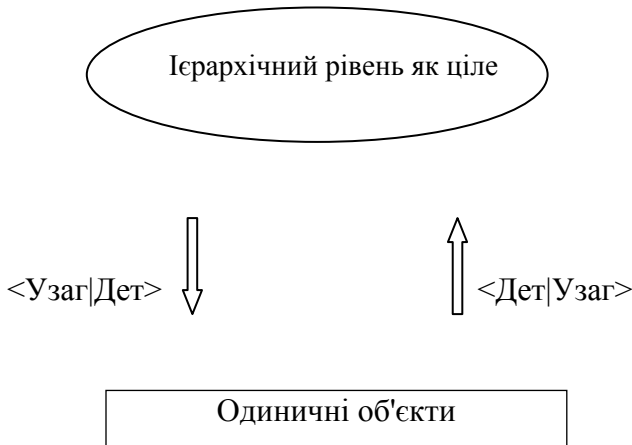 Ієрархічний рівень як ціле
<Узаг|Дет>
<Дет|Узаг>
Одиничні об'єкти